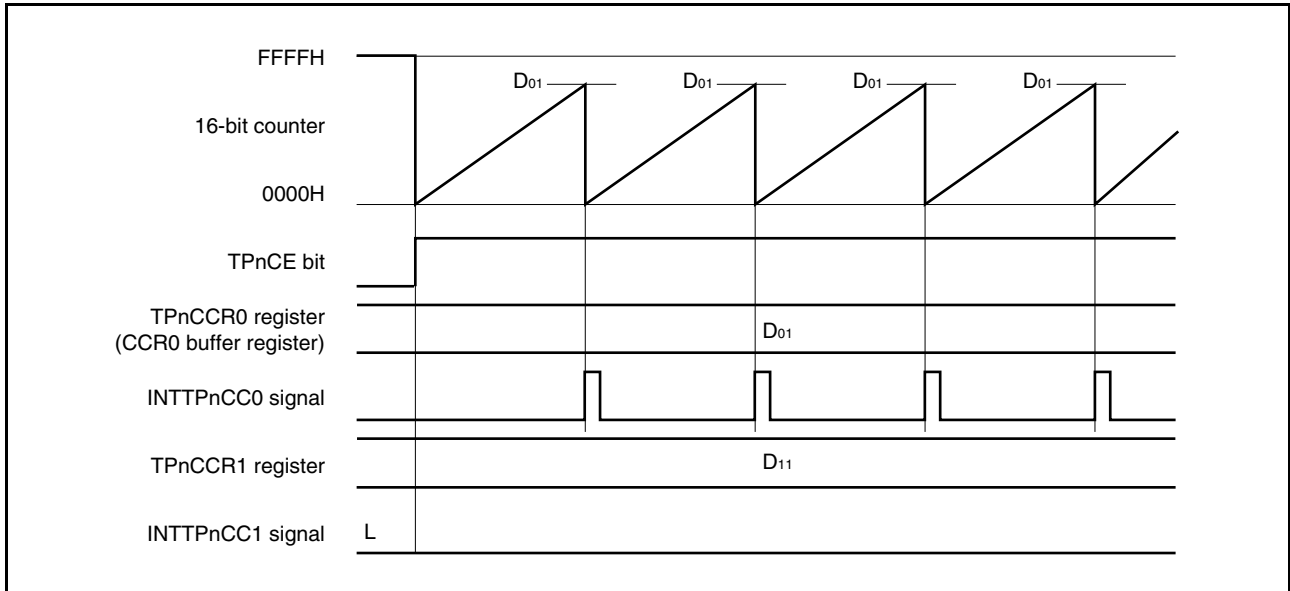 FFFFH
D01 D01 D01 D01
16-bit counter
0000H
TPnCE bit
TPnCCR0 register
(CCR0 buffer register)
D01
INTTPnCC0 signal
TPnCCR1 register
D11
INTTPnCC1 signal
L